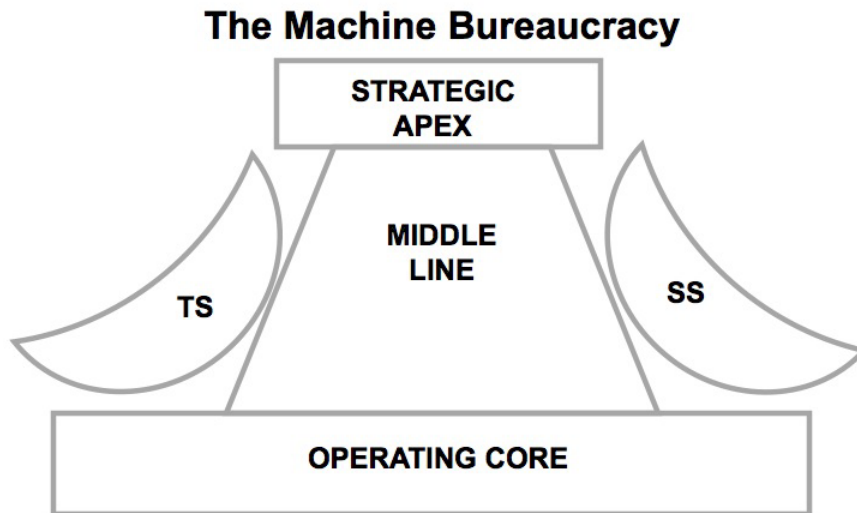 The Machine Bureaucracy
STRATEGIC
APEX
MIDDLE
LINE
TS
SS
OPERATING CORE